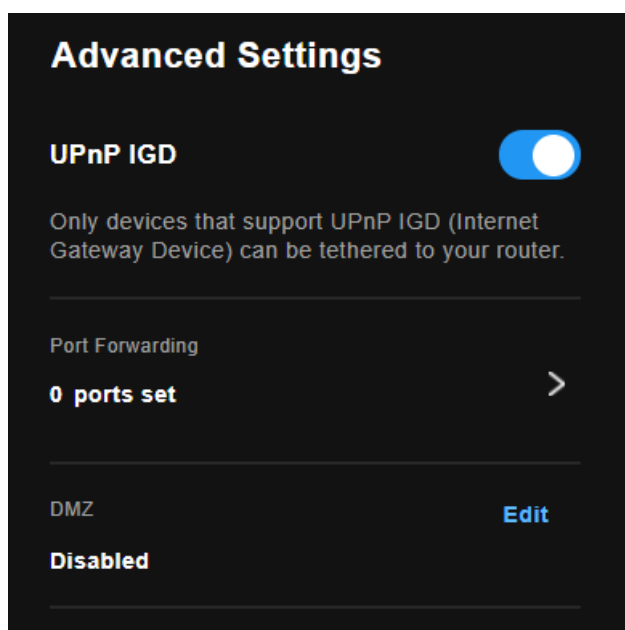 Advanced Settings
UPnP IGD
Only devices that support UPnP IGD (Internet
Gateway Device) can be tethered to your router.
Port Forwarding
0 ports set
DMZ
Edit
Disabled